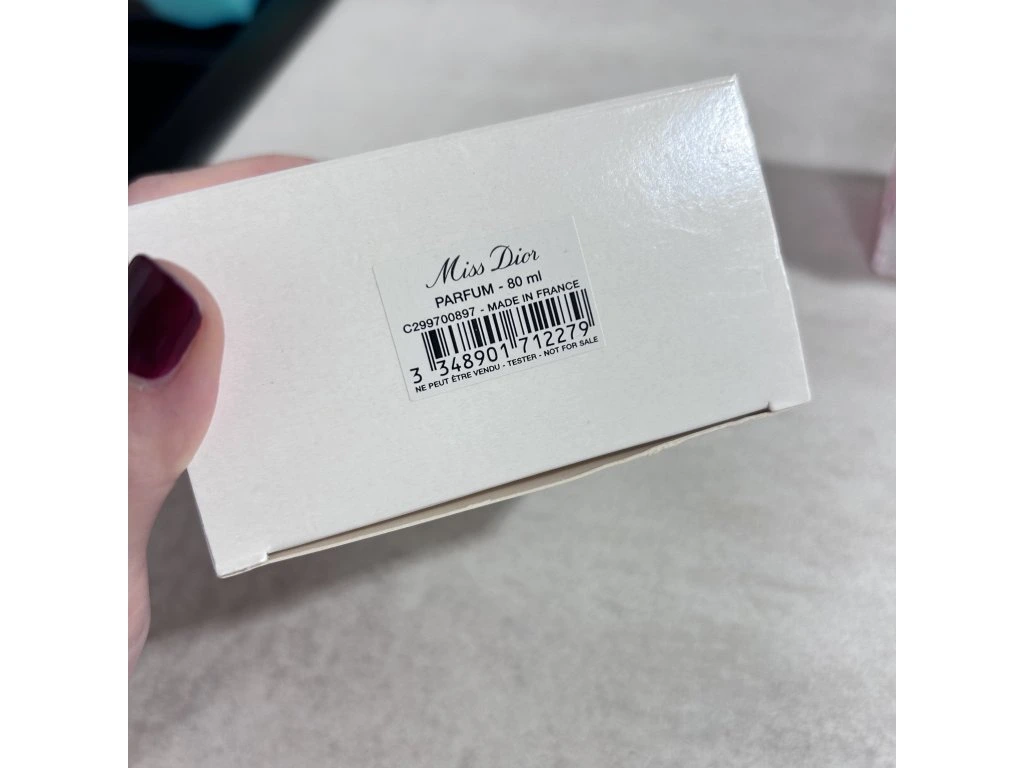 Miss Dior
PARFUM - 80 ml
C299700897 - MADE IN FRANCE
3 348901 712279
NE PEUT ÊTRE VENDU - TESTER - NOT FOR SALE